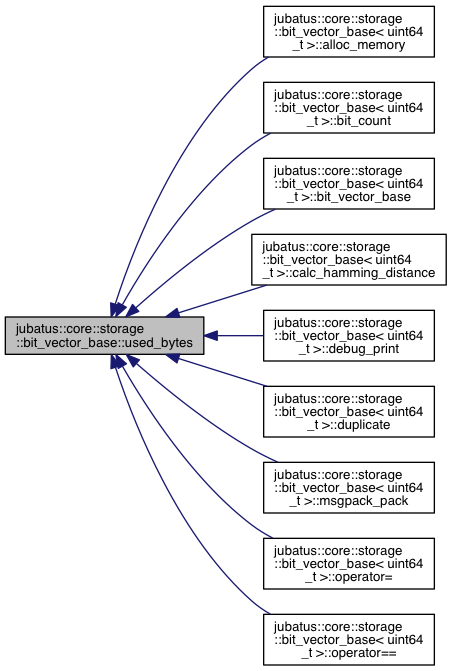 jubatus::core::storage
::bit_vector_base< uint64
_t >::alloc_memory
jubatus::core::storage
::bit_vector_base< uint64
_t >::bit_count
jubatus::core::storage
::bit_vector_base< uint64
_t >::bit_vector_base
jubatus::core::storage
::bit_vector_base< uint64
_t >::calc_hamming_distance
jubatus::core::storage
::bit_vector_base::used_bytes
jubatus::core::storage
::bit_vector_base< uint64
_t >::debug_print
jubatus::core::storage
::bit_vector_base< uint64
_t >::duplicate
jubatus::core::storage
::bit_vector_base< uint64
_t >::msgpack_pack
jubatus::core::storage
::bit_vector_base< uint64
_t >::operator=
jubatus::core::storage
::bit_vector_base< uint64
_t >::operator==